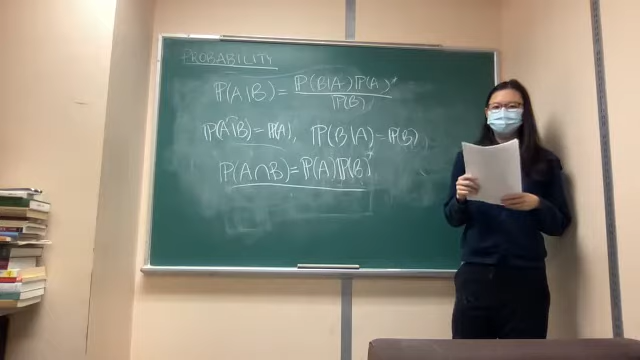 PROBABILITY
ℙ(A|B) = ℙ(B|A)ℙ(A) / ℙ(B)
ℙ(A|B) = ℙ(A), ℙ(B|A) = ℙ(B)
ℙ(A∩B) = ℙ(A)ℙ(B)